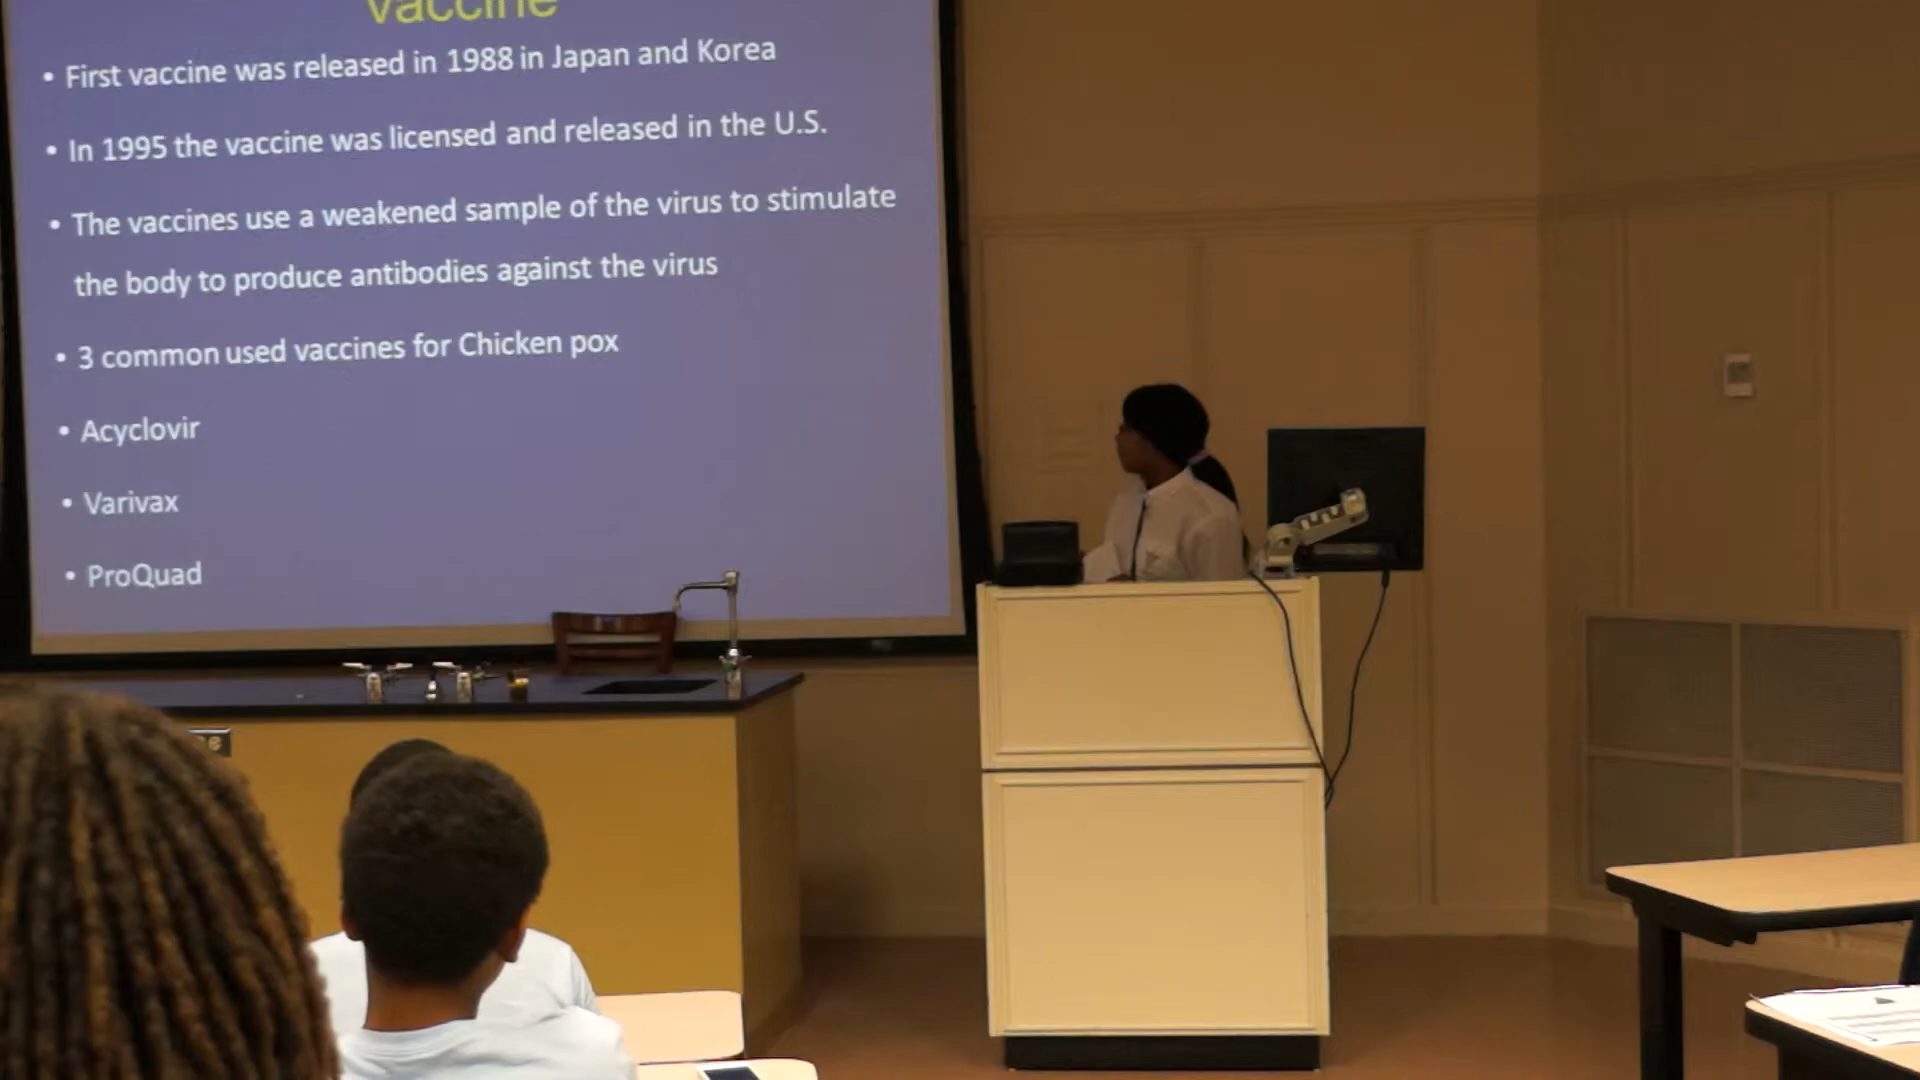 vaccine
• First vaccine was released in 1988 in Japan and Korea
• In 1995 the vaccine was licensed and released in the U.S.
• The vaccines use a weakened sample of the virus to stimulate
the body to produce antibodies against the virus
• 3 common used vaccines for Chicken pox
• Acyclovir
• Varivax
• ProQuad